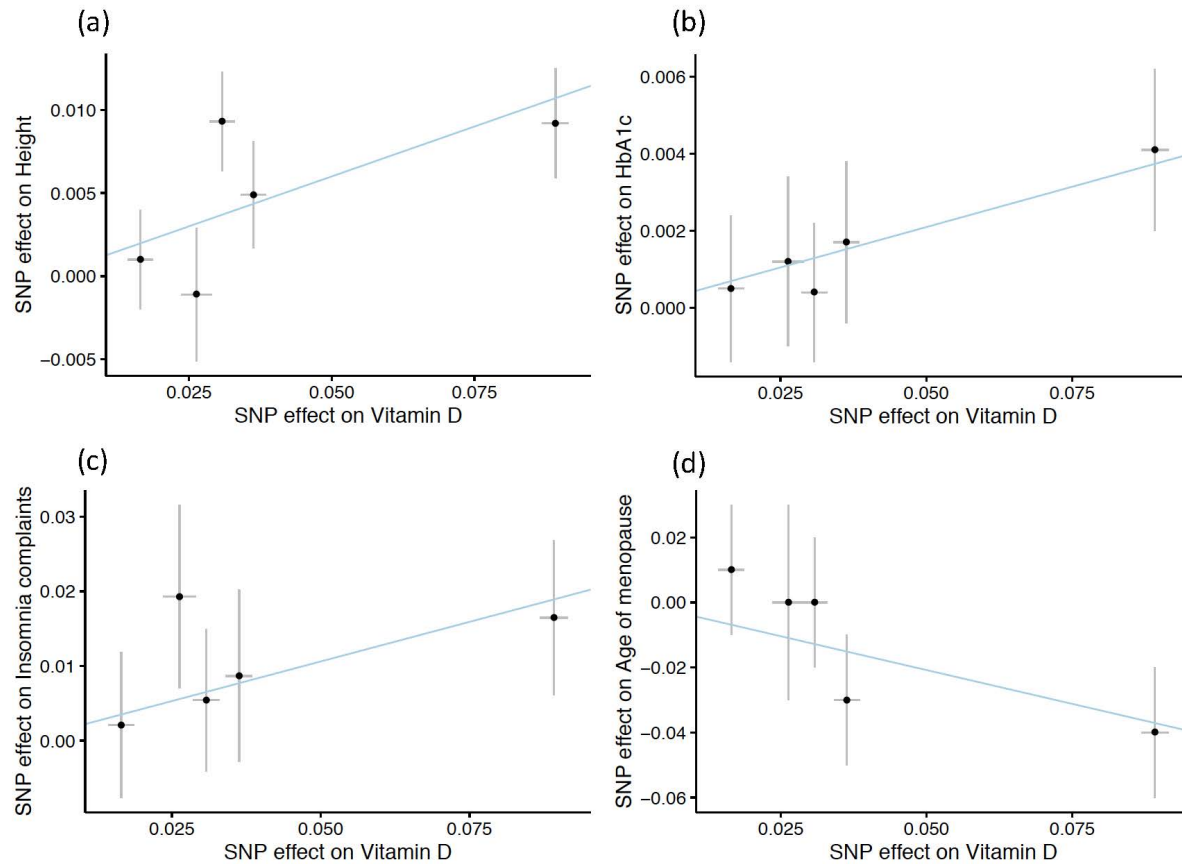 (a)
SNP effect on Height
0.010
0.005
0.000
−0.005
0.025 0.050 0.075
SNP effect on Vitamin D
(b)
SNP effect on HbA1c
0.006
0.004
0.002
0.000
0.025 0.050 0.075
SNP effect on Vitamin D
(c)
SNP effect on Insomnia complaints
0.03
0.02
0.01
0.00
0.025 0.050 0.075
SNP effect on Vitamin D
(d)
SNP effect on Age of menopause
0.02
0.00
−0.02
−0.04
−0.06
0.025 0.050 0.075
SNP effect on Vitamin D